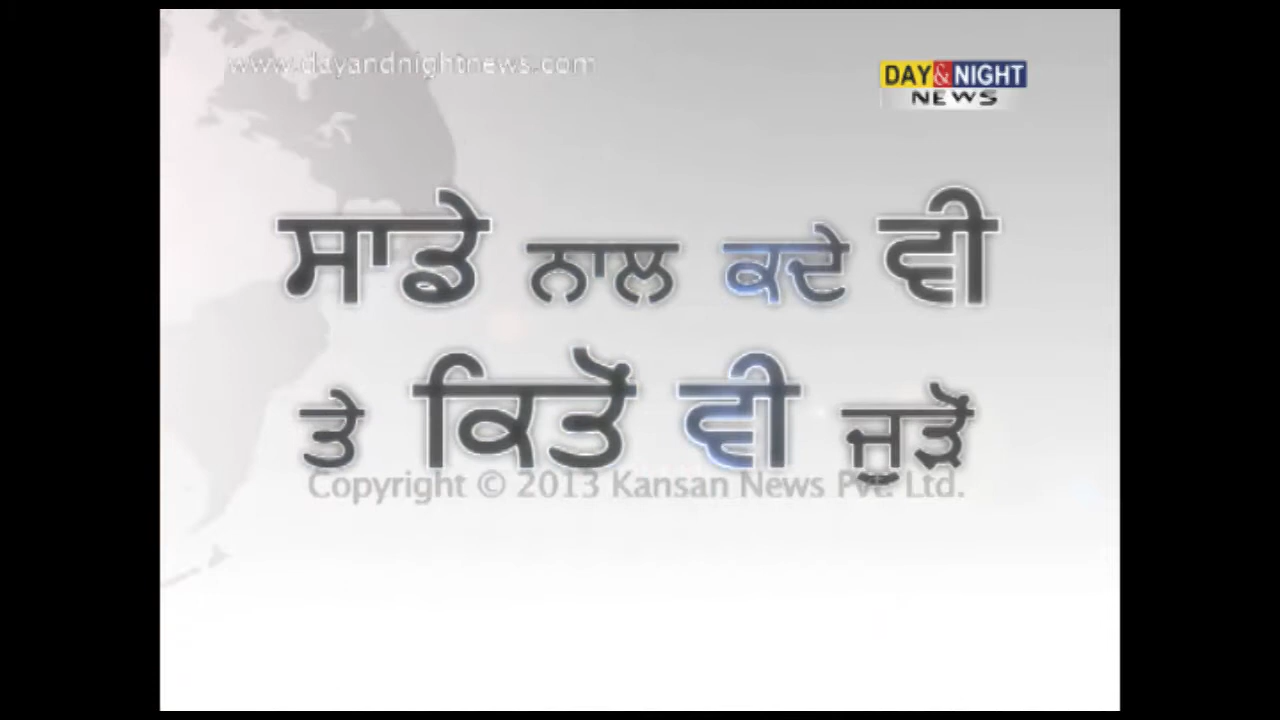 www.dayandnightnews.com
DAY&NIGHT
NEWS
ਸਾਡੇ ਨਾਲ ਕਦੇ ਵੀ
ਤੇ ਕਿਤੋਂ ਵੀ ਜੁੜੋਂ
Copyright © 2013 Kansan News Pvt. Ltd.